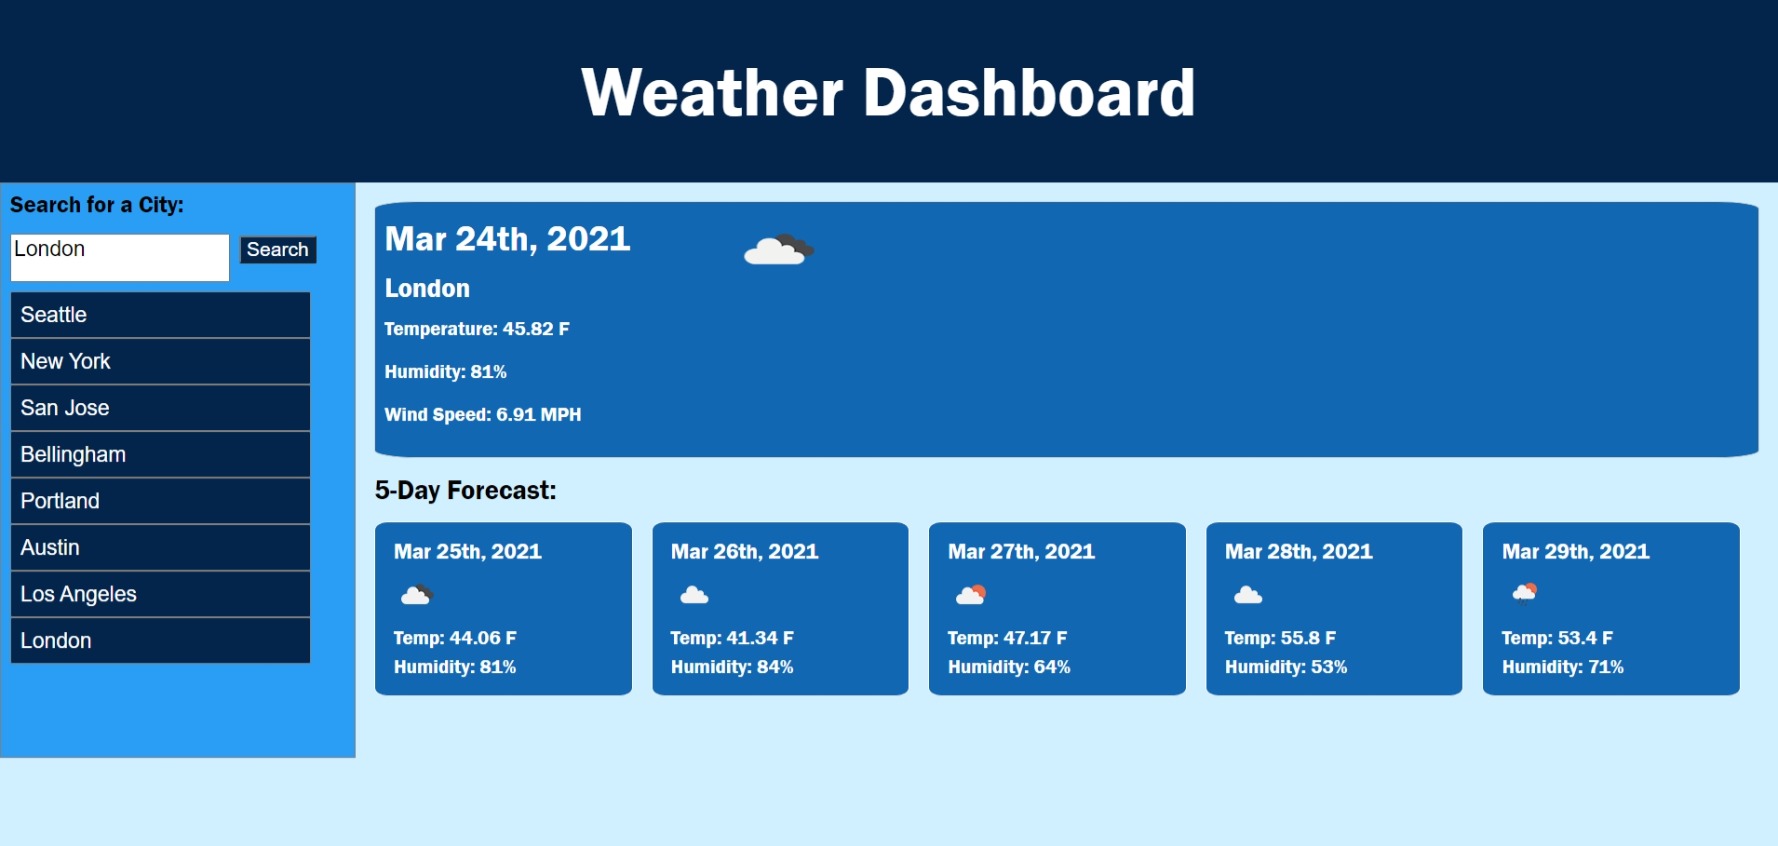 Weather Dashboard
Search for a City:
London
Search
Seattle
New York
San Jose
Bellingham
Portland
Austin
Los Angeles
London
Mar 24th, 2021
London
Temperature: 45.82 F
Humidity: 81%
Wind Speed: 6.91 MPH
5-Day Forecast:
Mar 25th, 2021
Temp: 44.06 F
Humidity: 81%
Mar 26th, 2021
Temp: 41.34 F
Humidity: 84%
Mar 27th, 2021
Temp: 47.17 F
Humidity: 64%
Mar 28th, 2021
Temp: 55.8 F
Humidity: 53%
Mar 29th, 2021
Temp: 53.4 F
Humidity: 71%